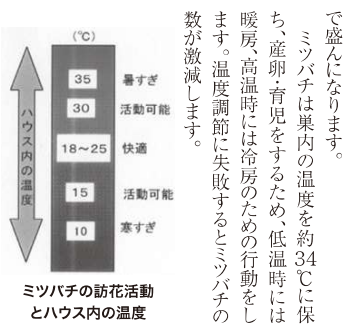 で盛んになります。
ミツバチは巣内の温度を約34℃に保
ち、産卵・育児をするため、低温時には
暖房、高温時には冷房のための行動をし
ます。温度調節に失敗するとミツバチの
数が激減します。
(℃)
35 暑すぎ
30 活動可能
18～25 快適
15 活動可能
10 寒すぎ
ハウス内の温度
ミツバチの訪花活動
とハウス内の温度